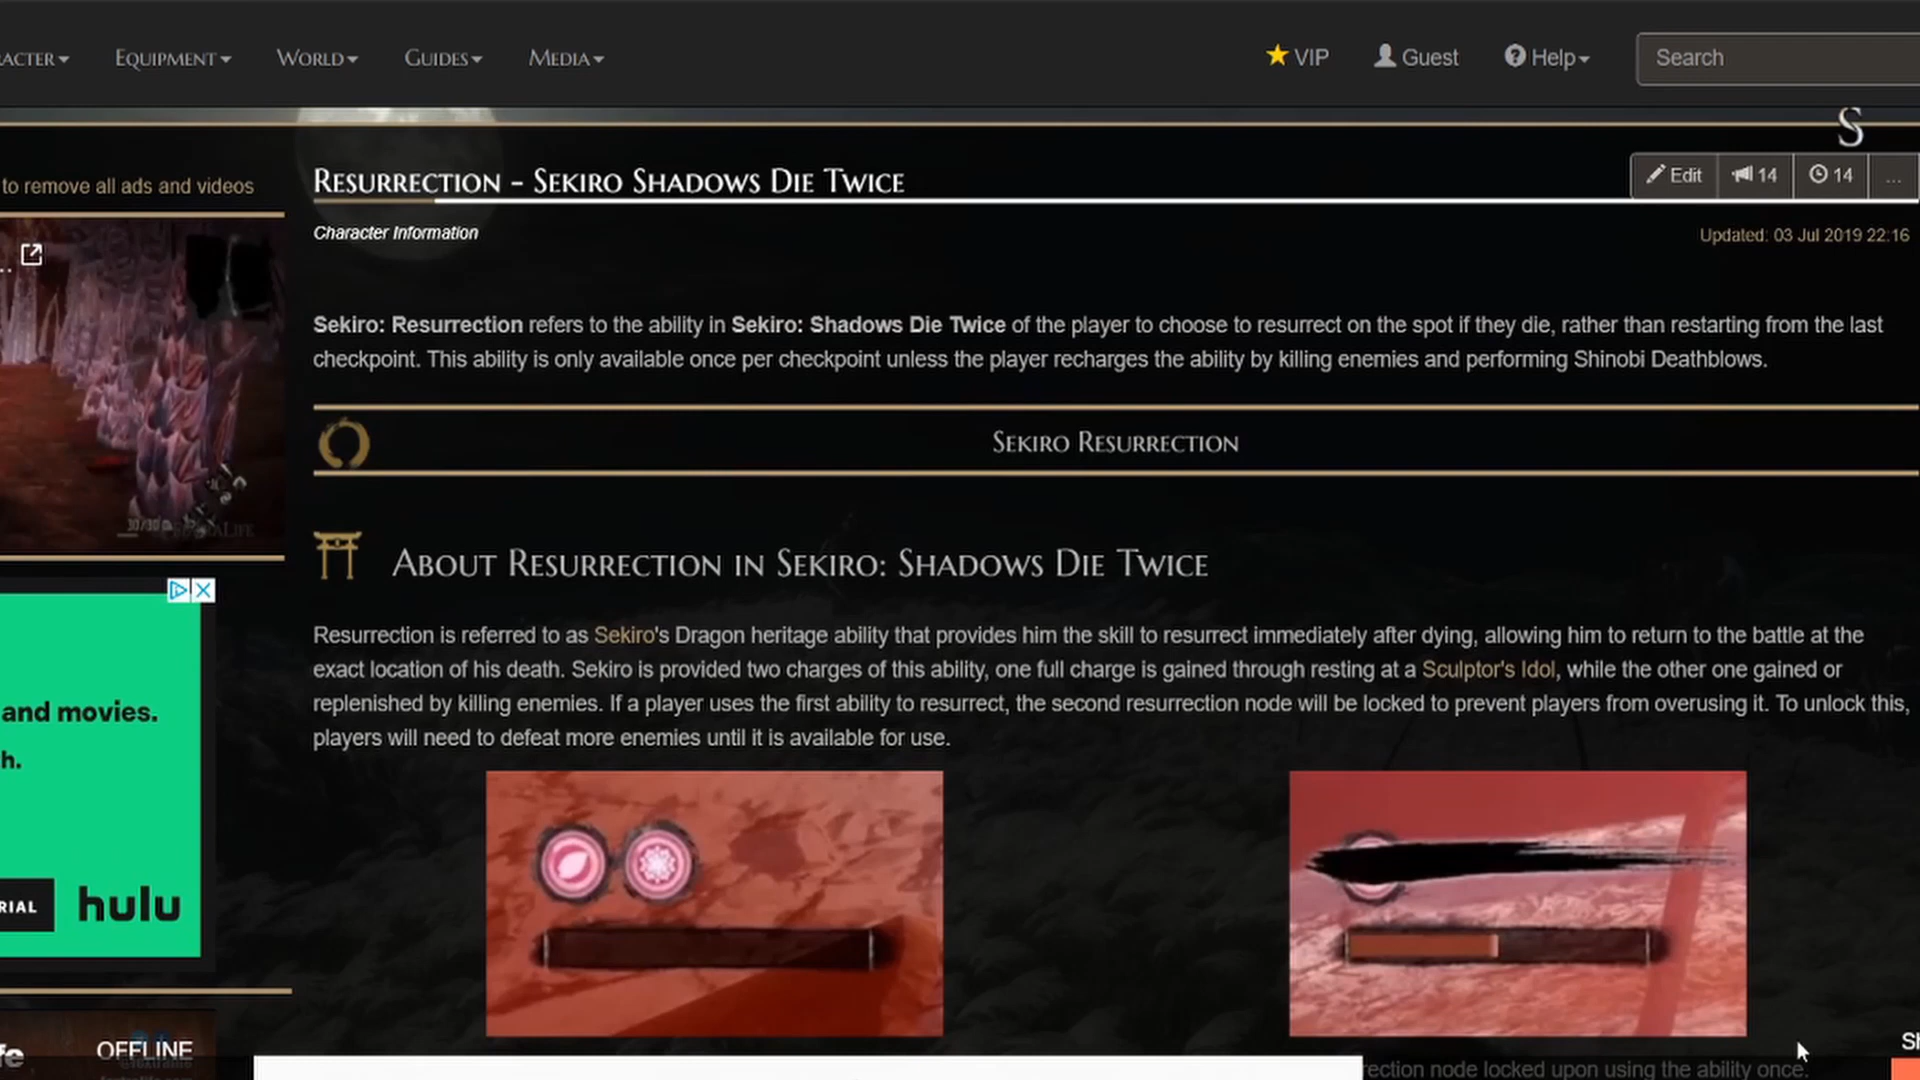 EQUIPMENT WORLD GUIDES MEDIA VIP Guest Help Search
to remove all ads and videos
RESURRECTION - SEKIRO SHADOWS DIE TWICE
Edit 14 14 ...
Character Information
Updated: 03 Jul 2019 22:16
Sekiro: Resurrection refers to the ability in Sekiro: Shadows Die Twice of the player to choose to resurrect on the spot if they die, rather than restarting from the last
checkpoint. This ability is only available once per checkpoint unless the player recharges the ability by killing enemies and performing Shinobi Deathblows.
SEKIRO RESURRECTION
30/30
ABOUT RESURRECTION IN SEKIRO: SHADOWS DIE TWICE
Resurrection is referred to as Sekiro's Dragon heritage ability that provides him the skill to resurrect immediately after dying, allowing him to return to the battle at the
exact location of his death. Sekiro is provided two charges of this ability, one full charge is gained through resting at a Sculptor's Idol, while the other one gained or
replenished by killing enemies. If a player uses the first ability to resurrect, the second resurrection node will be locked to prevent players from overusing it. To unlock this,
players will need to defeat more enemies until it is available for use.
and movies.
h.
RIAL hulu
OFFLINE
rection node locked upon using the ability once.